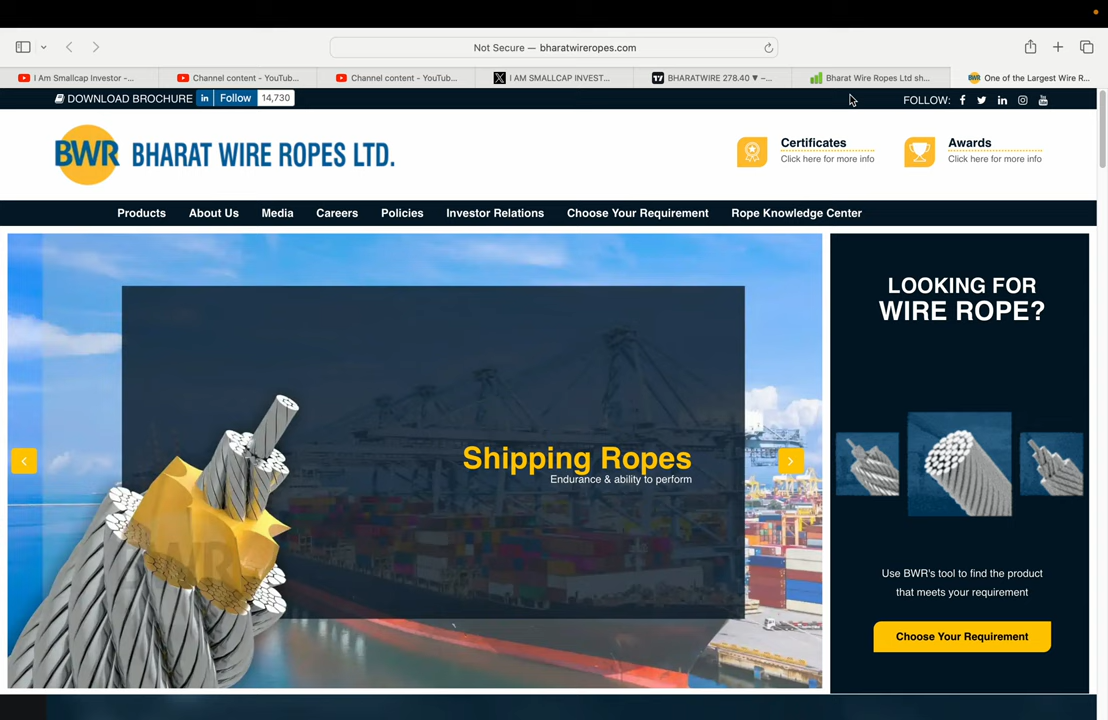 Not Secure — bharatwireropes.com
I Am Smallcap Investor -...
Channel content - YouTub...
Channel content - YouTub...
I AM SMALLCAP INVEST...
BHARATWIRE 278.40 ▼ –...
Bharat Wire Ropes Ltd sh...
One of the Largest Wire R...
DOWNLOAD BROCHURE
in Follow 14,730
FOLLOW:
BWR BHARAT WIRE ROPES LTD.
Certificates
Click here for more info
Awards
Click here for more info
Products About Us Media Careers Policies Investor Relations Choose Your Requirement Rope Knowledge Center
Shipping Ropes
Endurance & ability to perform
BWR
LOOKING FOR
WIRE ROPE?
Use BWR's tool to find the product
that meets your requirement
Choose Your Requirement